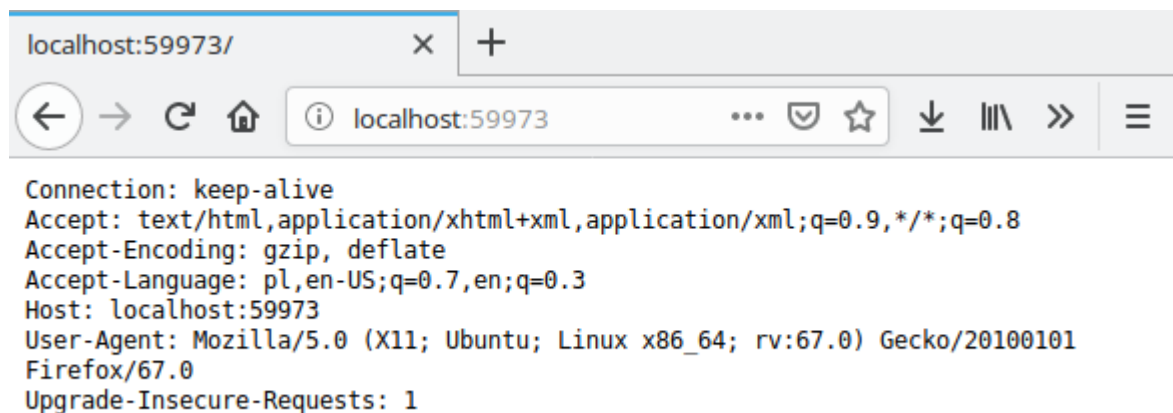 localhost:59973/
localhost:59973
Connection: keep-alive
Accept: text/html,application/xhtml+xml,application/xml;q=0.9,*/*;q=0.8
Accept-Encoding: gzip, deflate
Accept-Language: pl,en-US;q=0.7,en;q=0.3
Host: localhost:59973
User-Agent: Mozilla/5.0 (X11; Ubuntu; Linux x86_64; rv:67.0) Gecko/20100101
Firefox/67.0
Upgrade-Insecure-Requests: 1